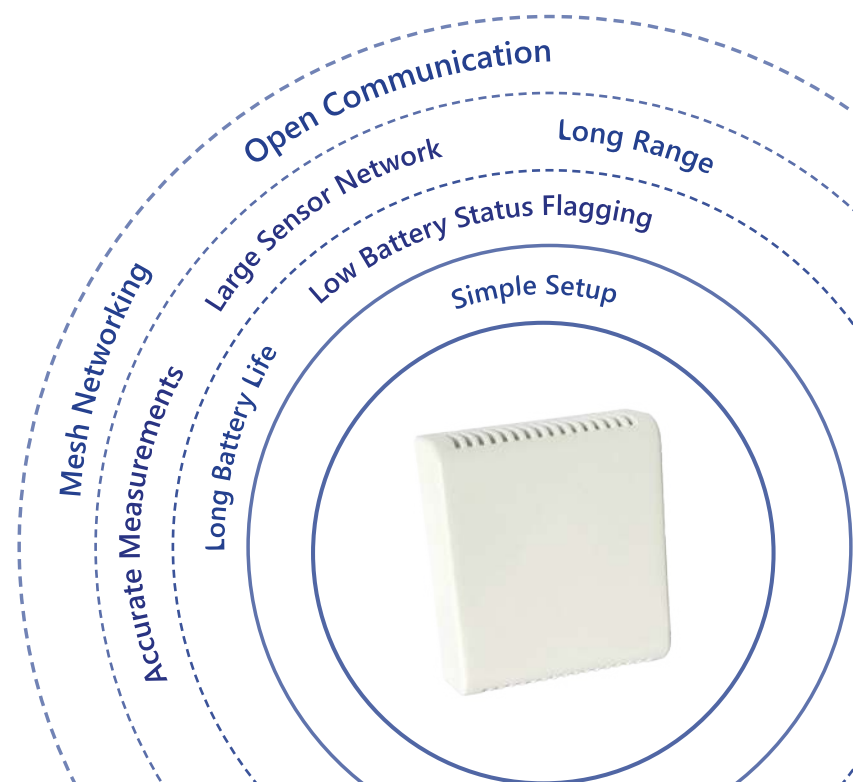 Open Communication
Mesh Networking
Large Sensor Network
Long Range
Accurate Measurements
Low Battery Status Flagging
Long Battery Life
Simple Setup